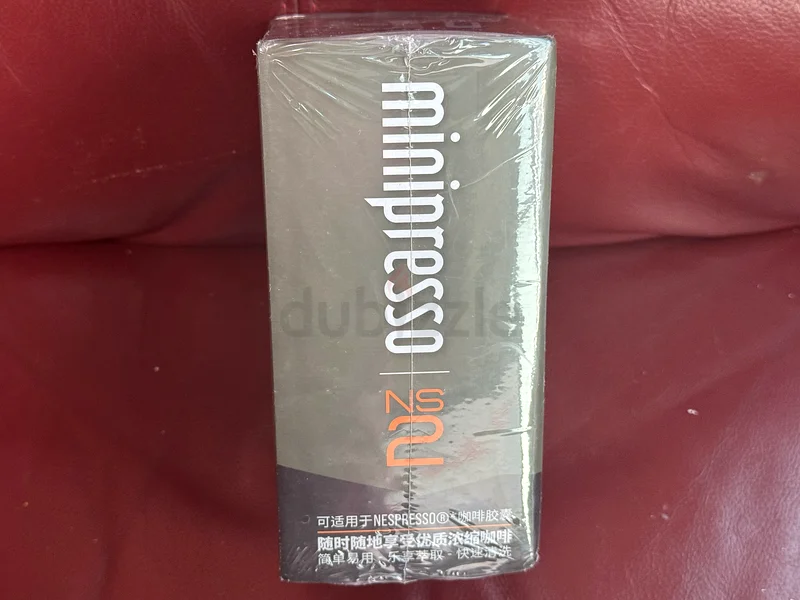 minipresso
NS2
可适用于NESPRESSO®*咖啡胶囊
随时随地享受优质浓缩咖啡
简单易用 - 乐享萃取 - 快速清洗
dubizzle